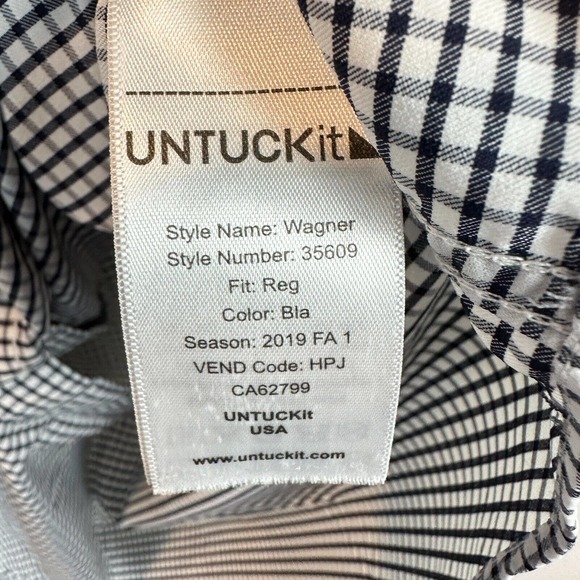 UNTUCKit
Style Name: Wagner
Style Number: 35609
Fit: Reg
Color: Bla
Season: 2019 FA 1
VEND Code: HPJ
CA62799
UNTUCKit
USA
www.untuckit.com